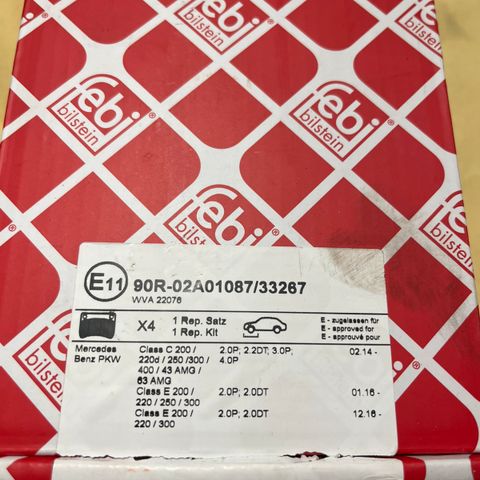 febi
bilstein
febi
bilstein
febi
bilstein
febi
bilstein
febi
bilstein
E11 90R-02A01087/33267
WVA 22076
X4 1 Rep. Satz
1 Rep. Kit
E - zugelassen für
E - approved for
E - approuvé pour
Mercedes Benz PKW
Class C 200 / 220d / 250 / 300 / 400 / 43 AMG / 63 AMG 2.0P; 2.2DT; 3.0P; 4.0P 02.14 -
Class E 200 / 220 / 250 / 300 2.0P; 2.0DT 01.16 -
Class E 200 / 220 / 300 2.0P; 2.0DT 12.16 -